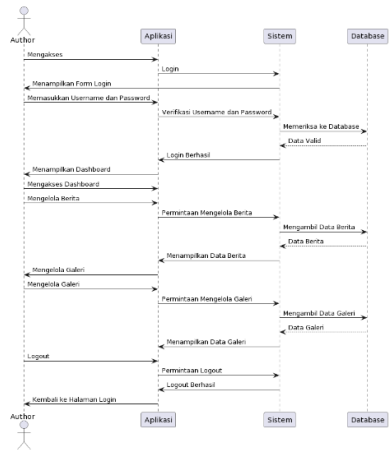 Author
Aplikasi
Sistem
Database
Mengakses
Login
Menampilkan Form Login
Memasukkan Username dan Password
Verifikasi Username dan Password
Memeriksa ke Database
Data Valid
Login Berhasil
Menampilkan Dashboard
Mengakses Dashboard
Mengelola Berita
Permintaan Mengelola Berita
Mengambil Data Berita
Data Berita
Menampilkan Data Berita
Mengelola Galeri
Mengelola Galeri
Permintaan Mengelola Galeri
Mengambil Data Galeri
Data Galeri
Menampilkan Data Galeri
Logout
Permintaan Logout
Logout Berhasil
Kembali ke Halaman Login
Author
Aplikasi
Sistem
Database